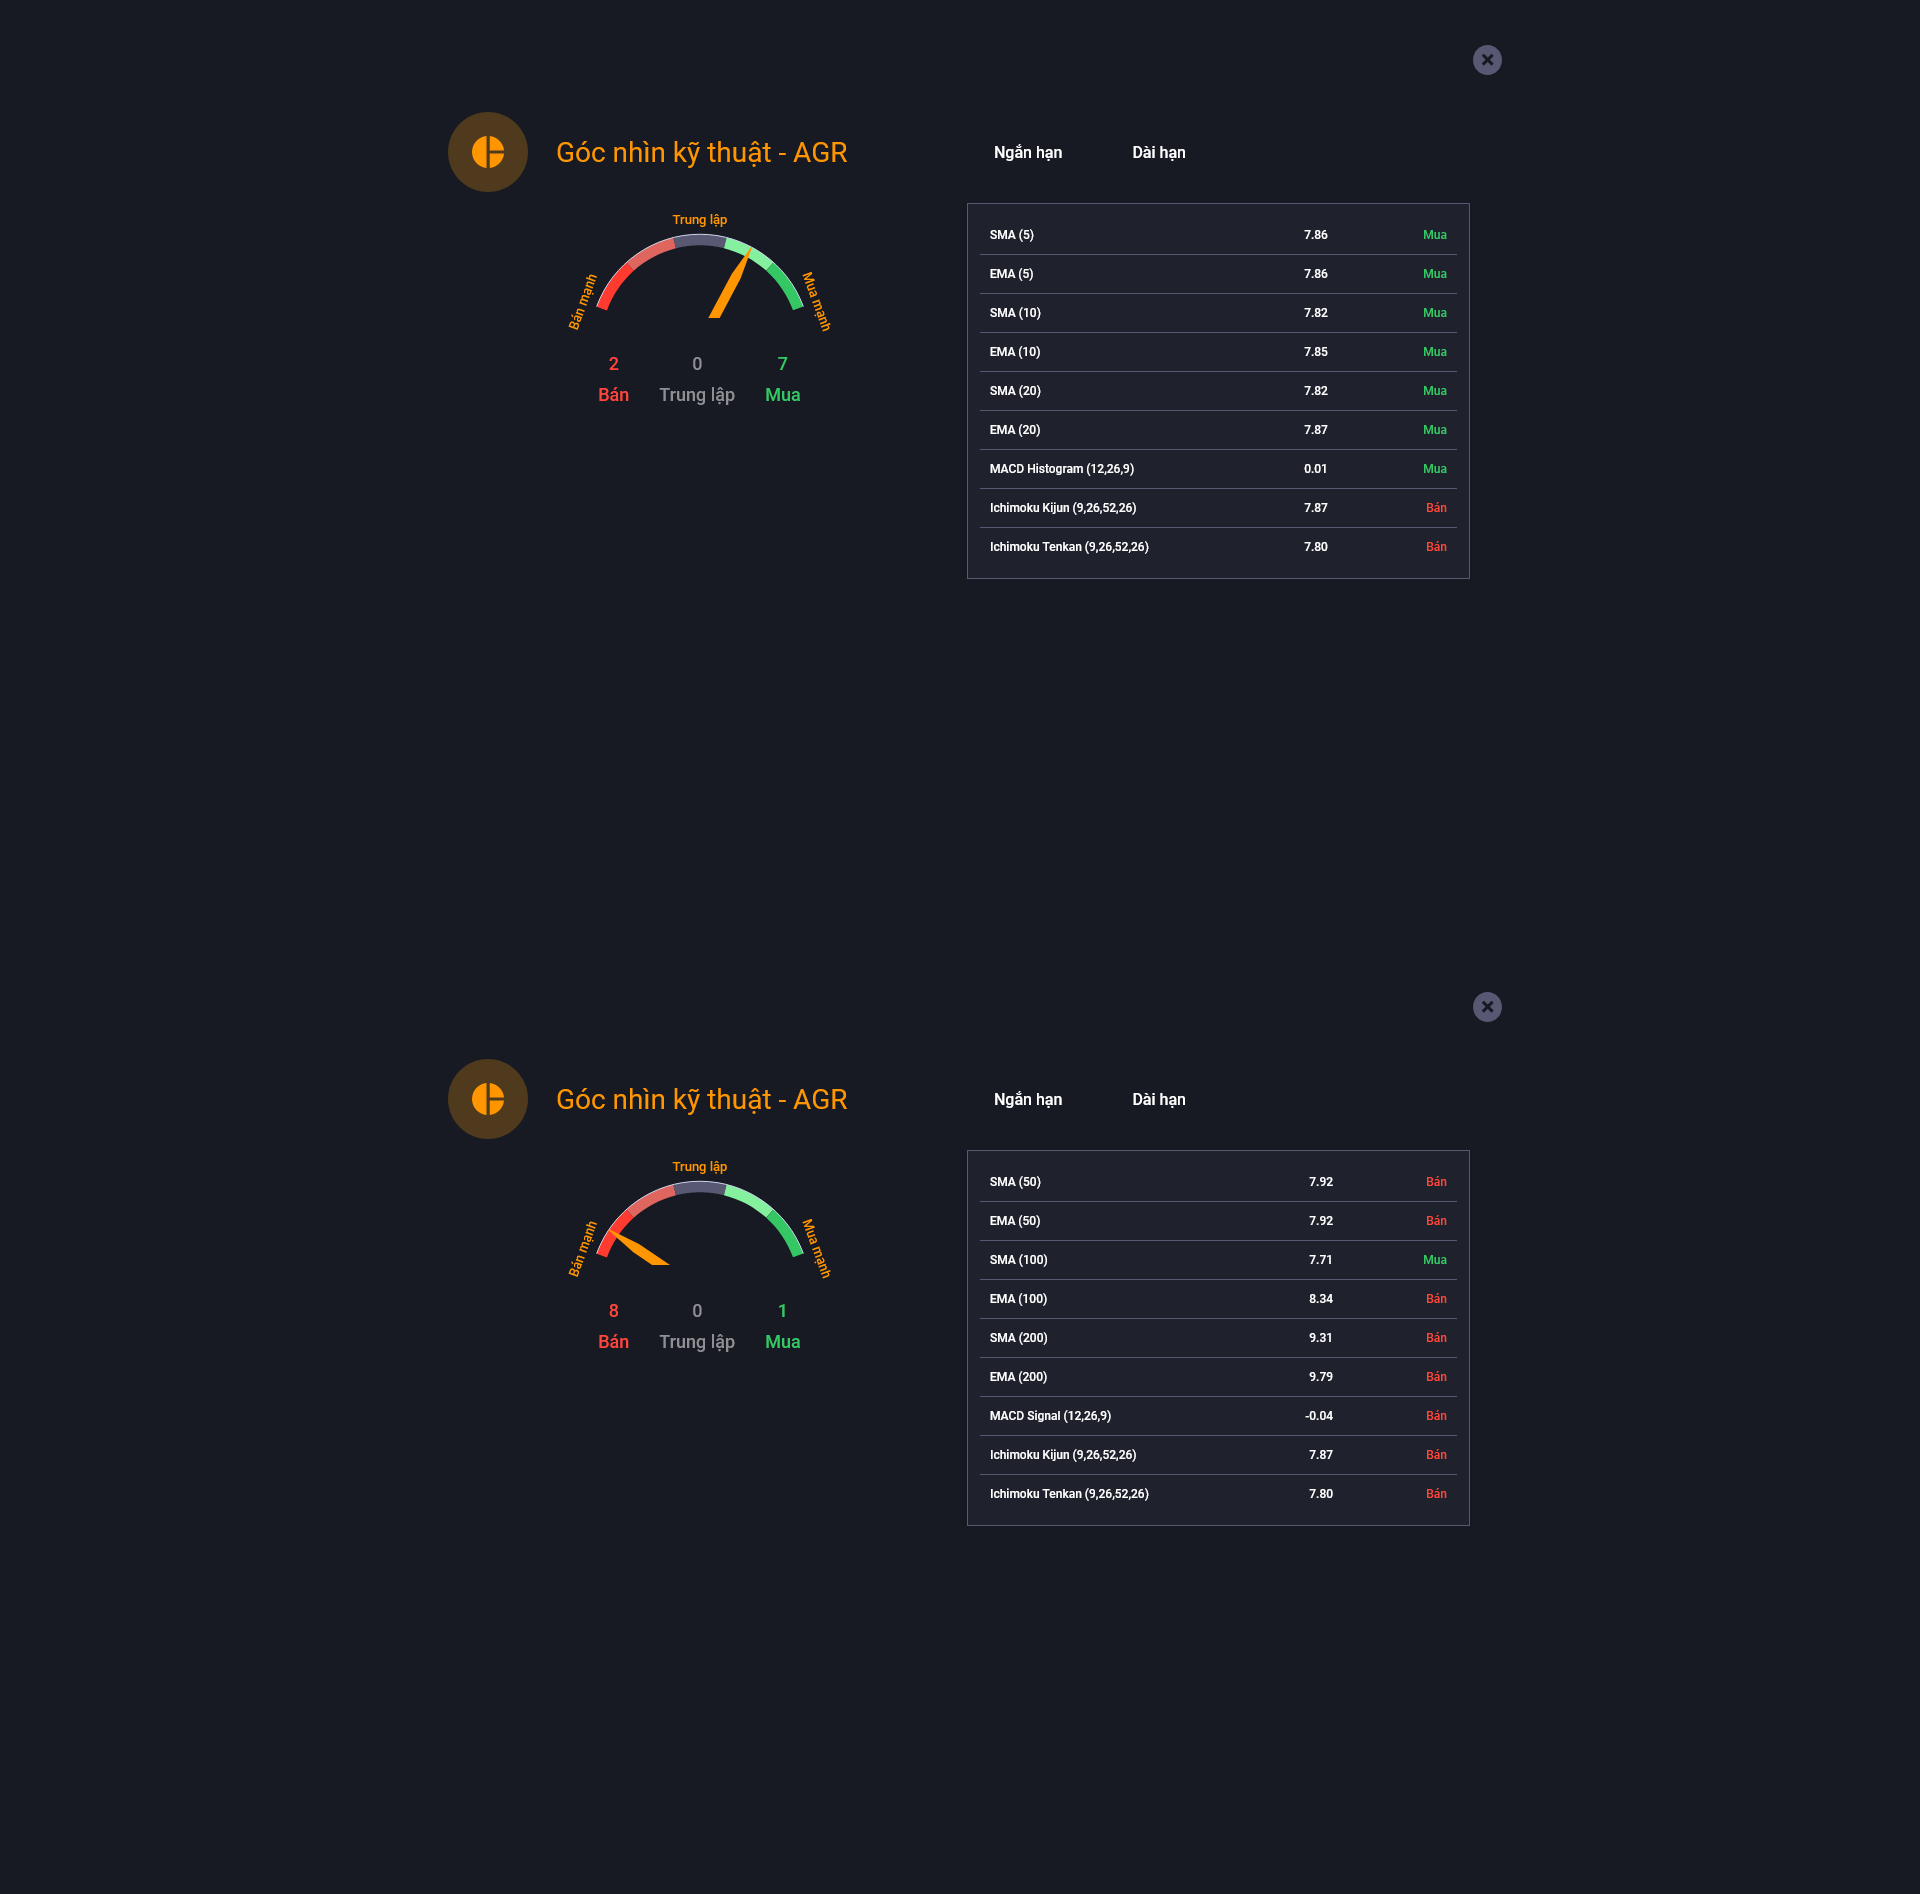 Góc nhìn kỹ thuật - AGR
Ngắn hạn Dài hạn
Trung lập
Bán mạnh
Mua mạnh
2 0 7
Bán Trung lập Mua
SMA (5) 7.86 Mua
EMA (5) 7.86 Mua
SMA (10) 7.82 Mua
EMA (10) 7.85 Mua
SMA (20) 7.82 Mua
EMA (20) 7.87 Mua
MACD Histogram (12,26,9) 0.01 Mua
Ichimoku Kijun (9,26,52,26) 7.87 Bán
Ichimoku Tenkan (9,26,52,26) 7.80 Bán
Góc nhìn kỹ thuật - AGR
Ngắn hạn Dài hạn
Trung lập
Bán mạnh
Mua mạnh
8 0 1
Bán Trung lập Mua
SMA (50) 7.92 Bán
EMA (50) 7.92 Bán
SMA (100) 7.71 Mua
EMA (100) 8.34 Bán
SMA (200) 9.31 Bán
EMA (200) 9.79 Bán
MACD Signal (12,26,9) -0.04 Bán
Ichimoku Kijun (9,26,52,26) 7.87 Bán
Ichimoku Tenkan (9,26,52,26) 7.80 Bán